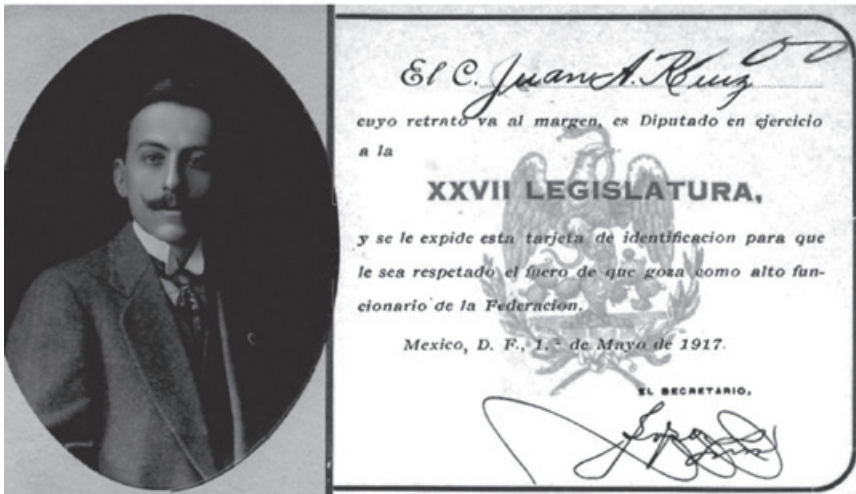 El C. Juan A. Ruiz
cuyo retrato va al margen, es Diputado en ejercicio
a la
XXVII LEGISLATURA,
y se le expide esta tarjeta de identificacion para que
le sea respetado el fuero de que goza como alto fun-
cionario de la Federacion.
Mexico, D. F., 1.º de Mayo de 1917.
EL SECRETARIO,